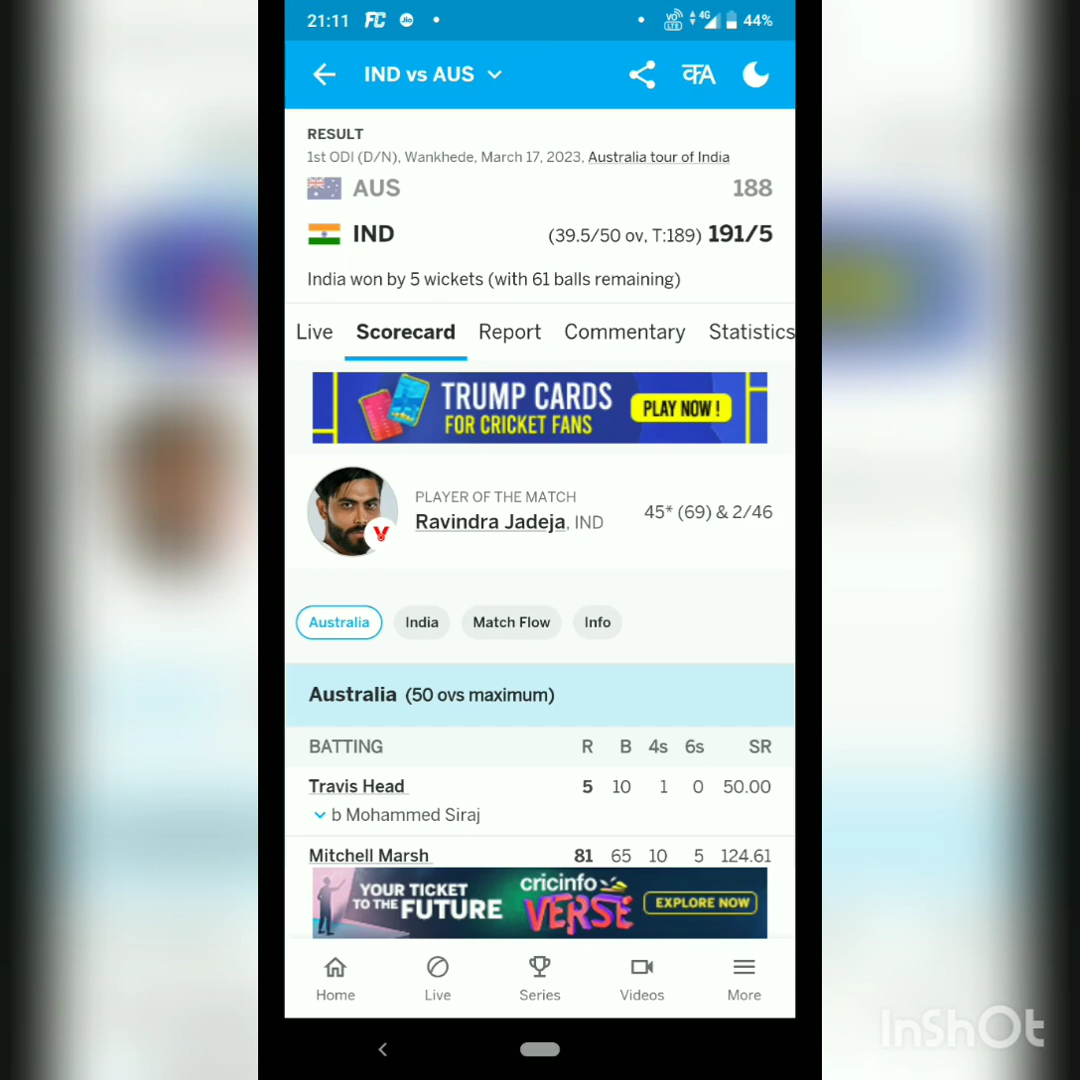 21:11 FC Jio VO LTE 4G 44%
IND vs AUS कA
RESULT
1st ODI (D/N), Wankhede, March 17, 2023, Australia tour of India
AUS 188
IND (39.5/50 ov, T:189) 191/5
India won by 5 wickets (with 61 balls remaining)
Live Scorecard Report Commentary Statistics
TRUMP CARDS
FOR CRICKET FANS
PLAY NOW !
PLAYER OF THE MATCH
Ravindra Jadeja, IND 45* (69) & 2/46
Australia India Match Flow Info
Australia (50 ovs maximum)
BATTING R B 4s 6s SR
Travis Head 5 10 1 0 50.00
b Mohammed Siraj
Mitchell Marsh 81 65 10 5 124.61
YOUR TICKET
TO THE FUTURE
cricinfo
VERSE
EXPLORE NOW
Home Live Series Videos More
InShOt